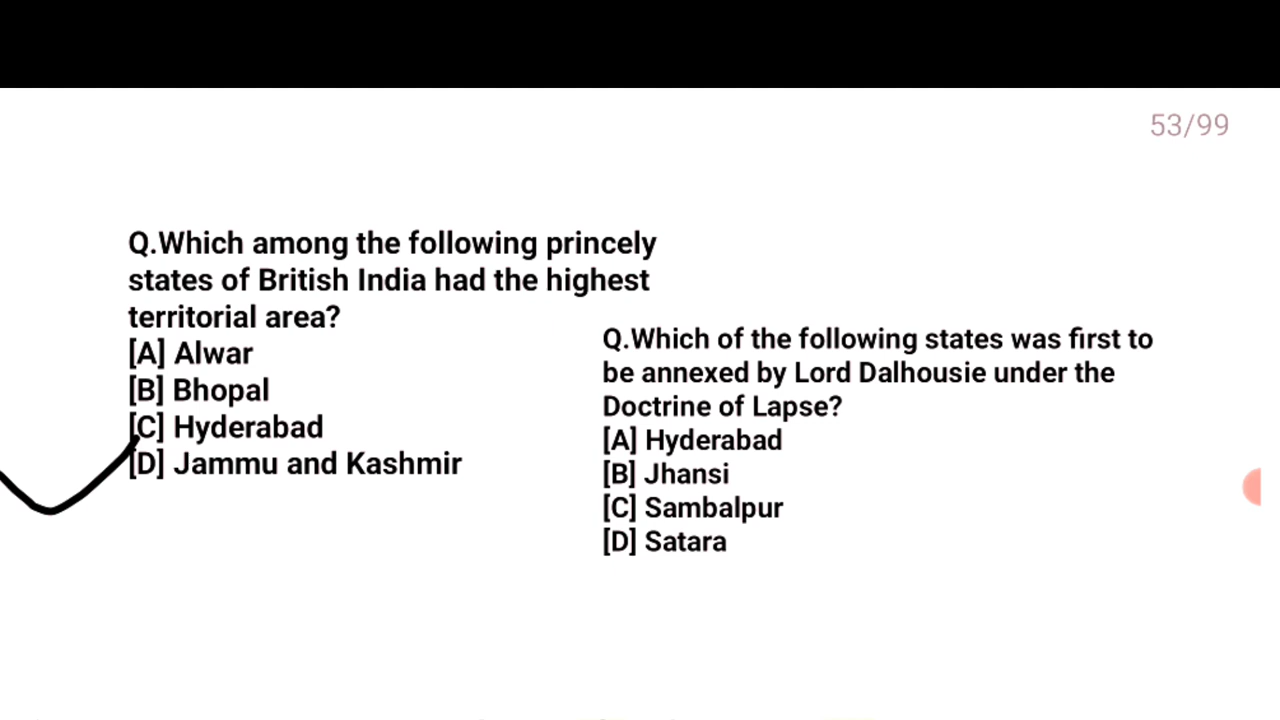 53/99
Q.Which among the following princely
states of British India had the highest
territorial area?
[A] Alwar
[B] Bhopal
[C] Hyderabad
[D] Jammu and Kashmir
Q.Which of the following states was first to
be annexed by Lord Dalhousie under the
Doctrine of Lapse?
[A] Hyderabad
[B] Jhansi
[C] Sambalpur
[D] Satara